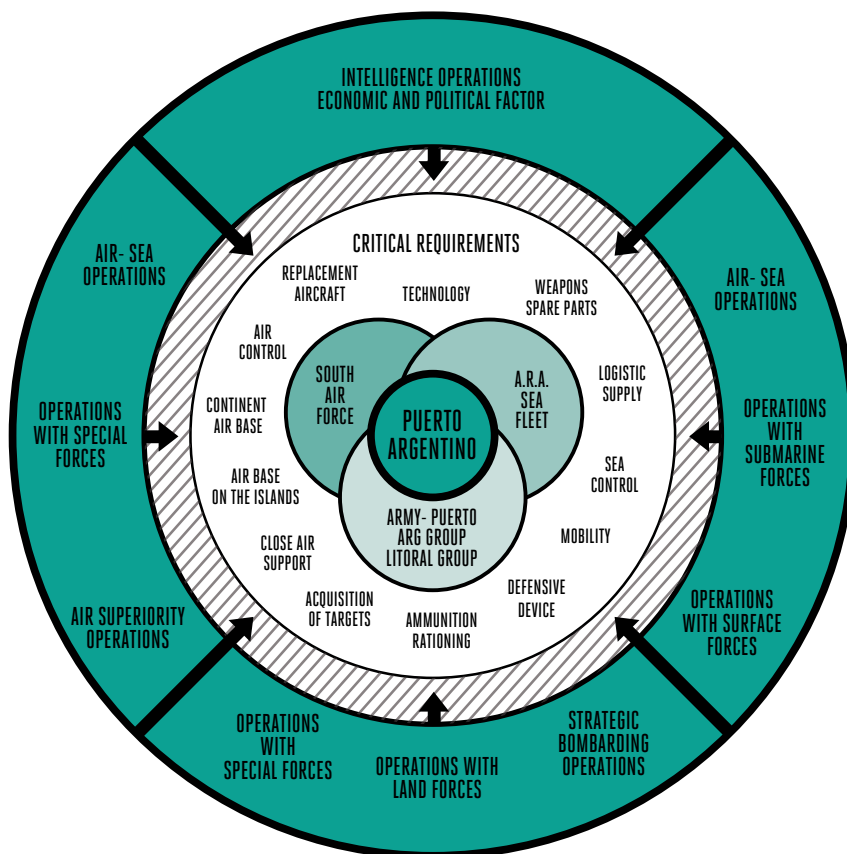 INTELLIGENCE OPERATIONS
ECONOMIC AND POLITICAL FACTOR
AIR- SEA
OPERATIONS
AIR- SEA
OPERATIONS
CRITICAL REQUIREMENTS
REPLACEMENT
AIRCRAFT
TECHNOLOGY
WEAPONS
SPARE PARTS
AIR
CONTROL
SOUTH
AIR
FORCE
A.R.A.
SEA
FLEET
LOGISTIC
SUPPLY
OPERATIONS
WITH SPECIAL
FORCES
CONTINENT
AIR BASE
PUERTO
ARGENTINO
OPERATIONS
WITH
SUBMARINE
FORCES
AIR BASE
ON THE ISLANDS
SEA
CONTROL
ARMY- PUERTO
ARG GROUP
LITORAL GROUP
CLOSE AIR
SUPPORT
MOBILITY
ACQUISITION
OF TARGETS
AMMUNITION
RATIONING
DEFENSIVE
DEVICE
AIR SUPERIORITY
OPERATIONS
OPERATIONS
WITH SURFACE
FORCES
OPERATIONS
WITH
SPECIAL FORCES
OPERATIONS WITH
LAND FORCES
STRATEGIC
BOMBARDING
OPERATIONS